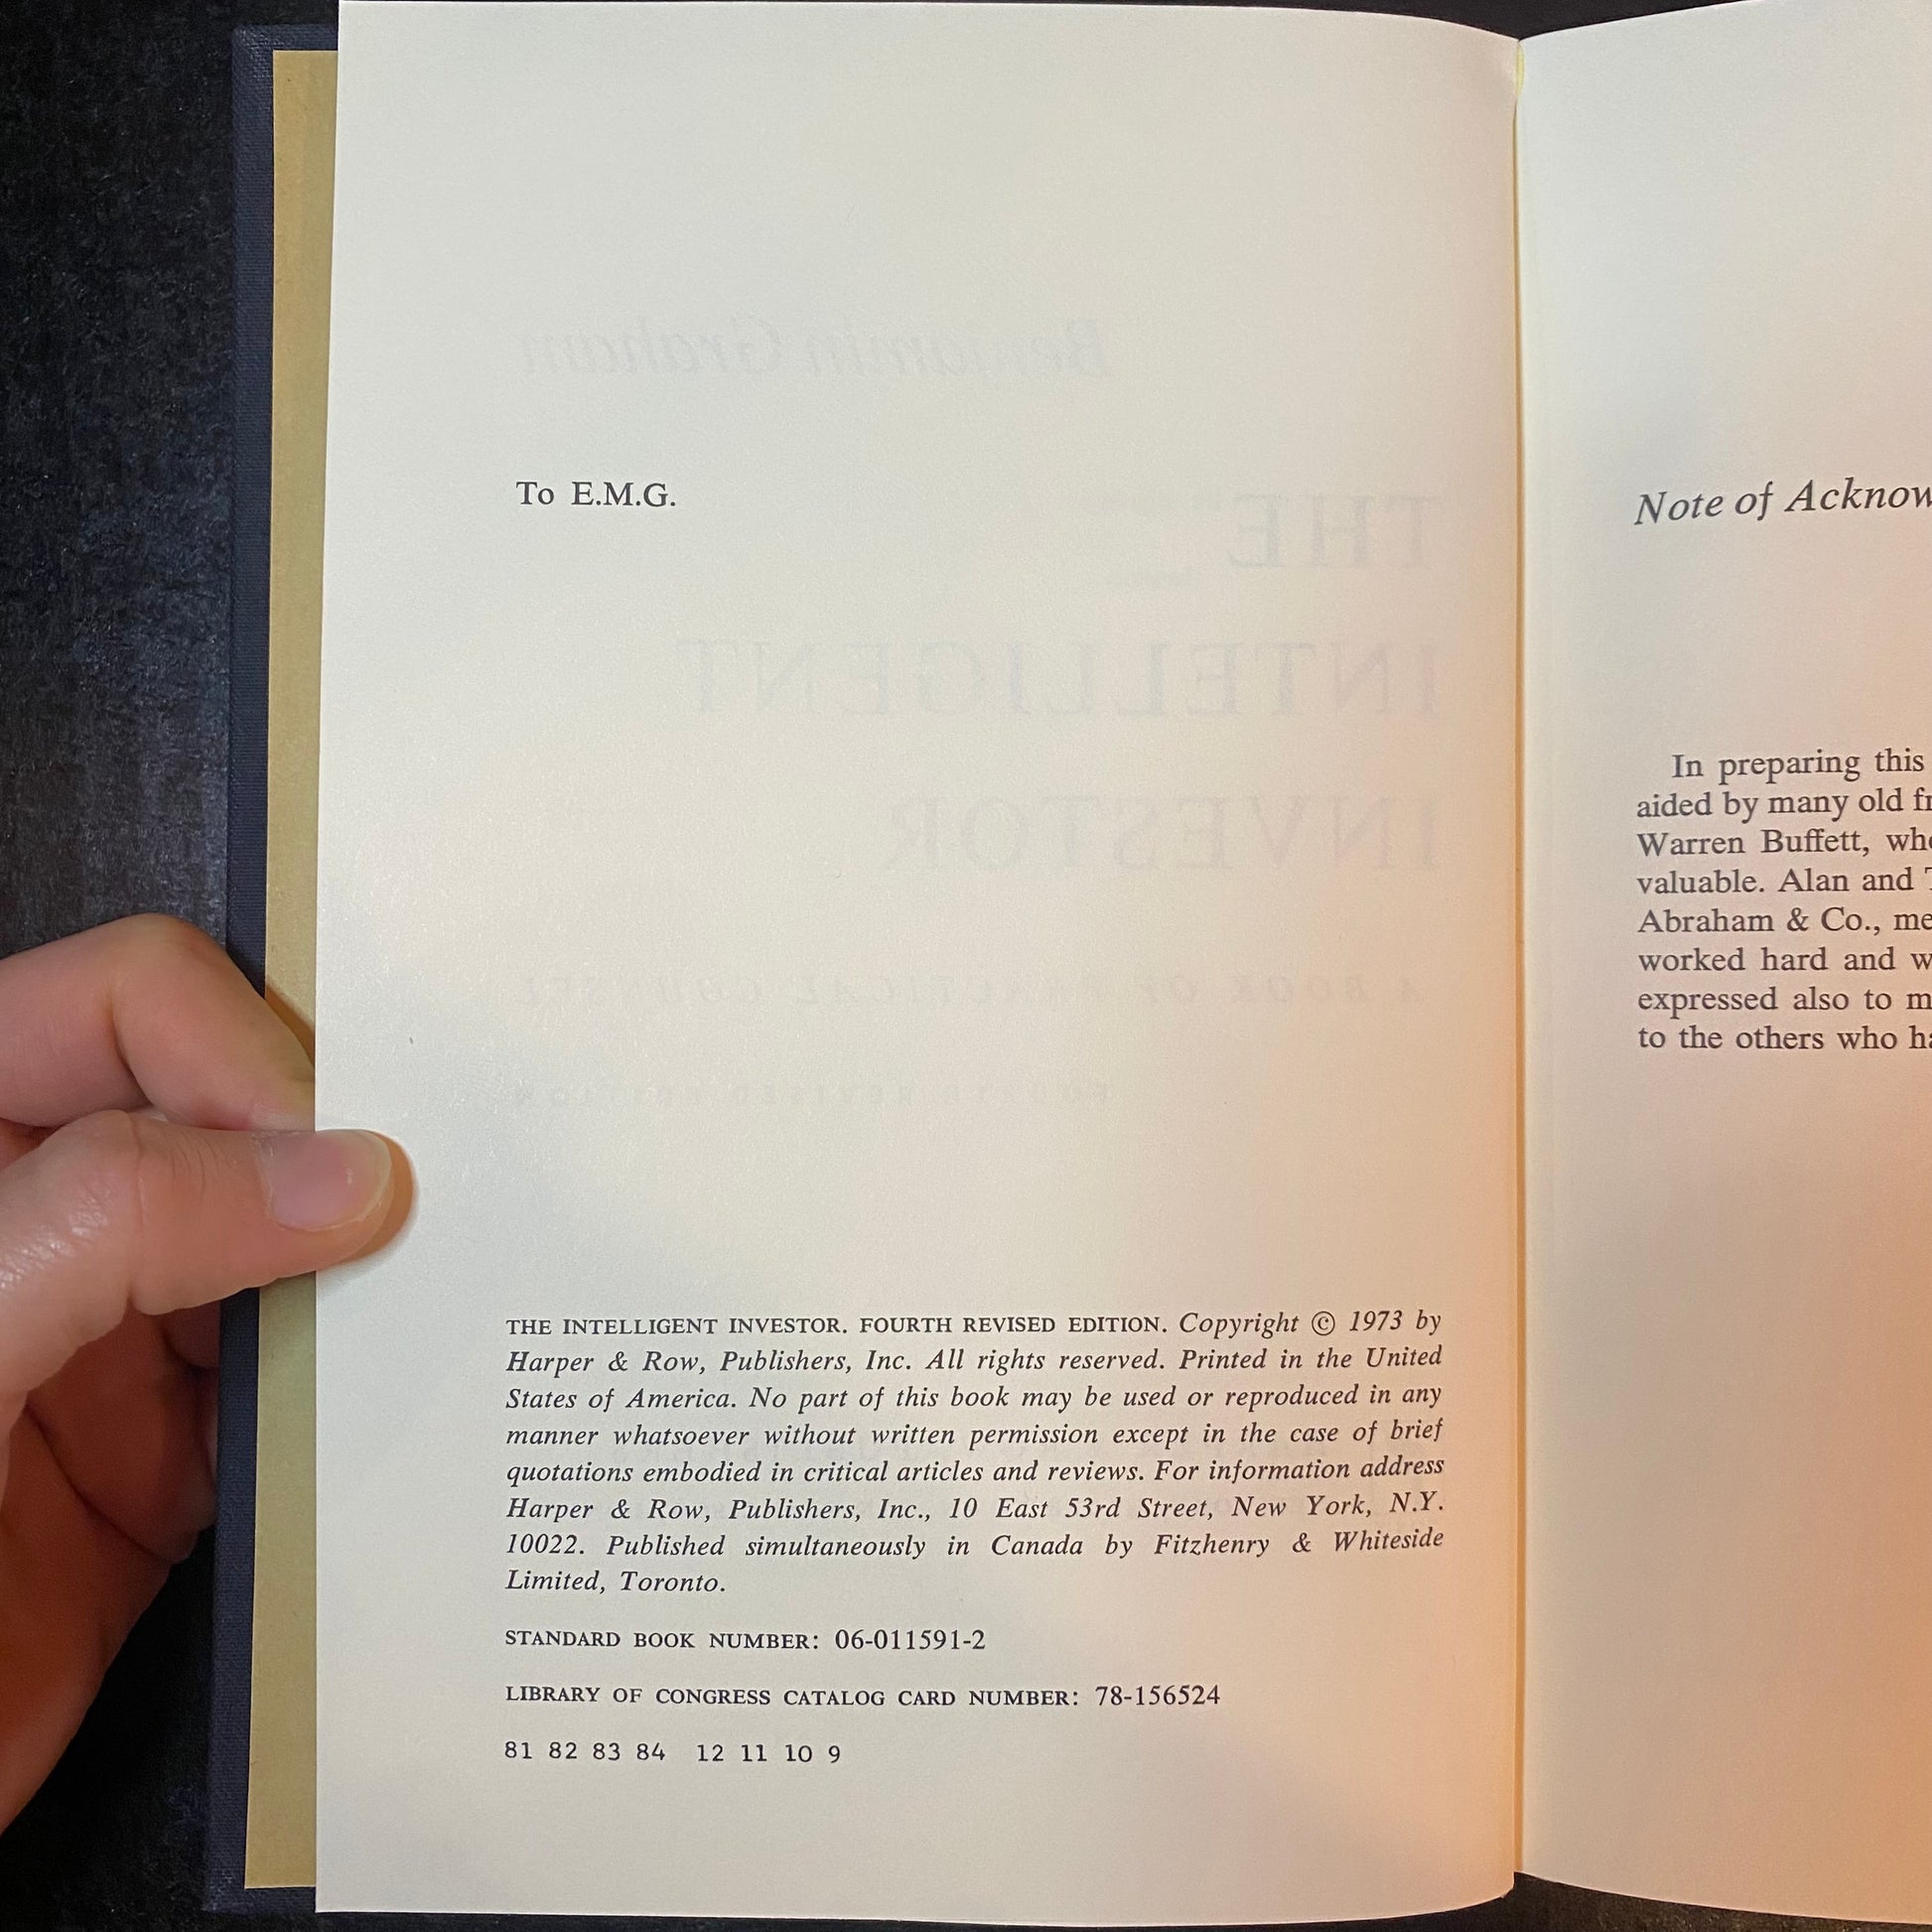 To E.M.G.
THE INTELLIGENT INVESTOR. FOURTH REVISED EDITION. Copyright © 1973 by
Harper & Row, Publishers, Inc. All rights reserved. Printed in the United
States of America. No part of this book may be used or reproduced in any
manner whatsoever without written permission except in the case of brief
quotations embodied in critical articles and reviews. For information address
Harper & Row, Publishers, Inc., 10 East 53rd Street, New York, N.Y.
10022. Published simultaneously in Canada by Fitzhenry & Whiteside
Limited, Toronto.
STANDARD BOOK NUMBER: 06-011591-2
LIBRARY OF CONGRESS CATALOG CARD NUMBER: 78-156524
81 82 83 84 12 11 10 9
Note of
In preparing this
aided by many old
Warren Buffett,
valuable. Alan and
Abraham & Co.,
worked hard and
expressed also to
to the others who